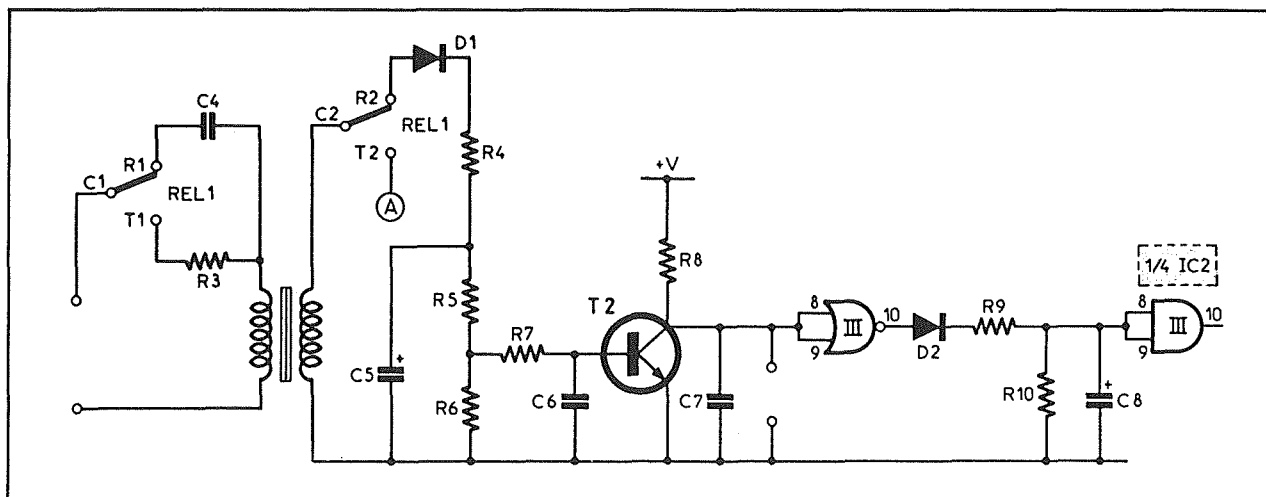 D1
C4
R2
C2
REL1
R4
R1
T2
C1
REL1
+V
A
T1
R3
R8
1/4 IC2
R5
T2
8
III
10
R9
8
III
10
R7
9
D2
9
C5
+
R6
C6
C7
R10
+
C8